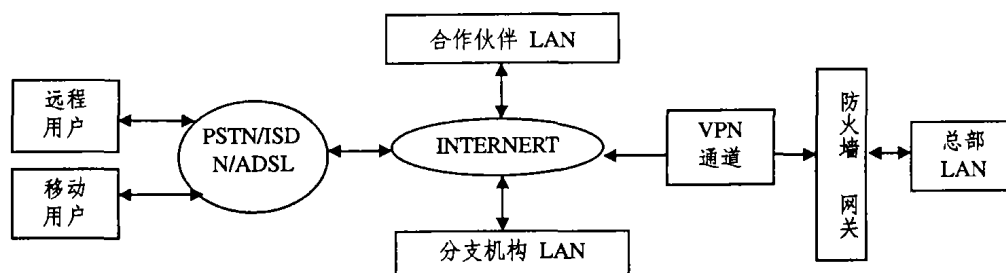 合作伙伴 LAN
远程
用户
PSTN/ISD
N/ADSL
INTERNERT
VPN
通道
防火墙 网关
总部
LAN
移动
用户
分支机构 LAN